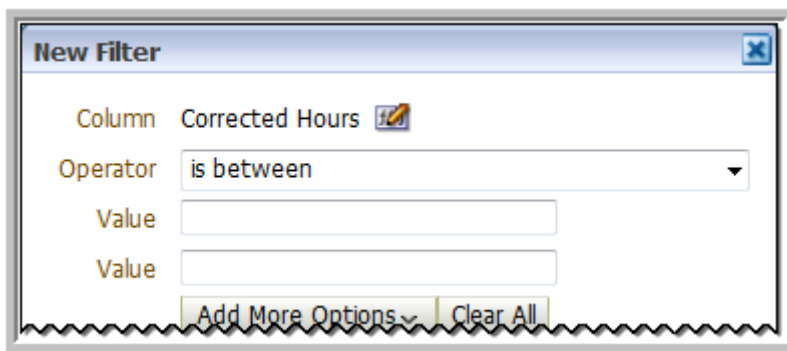 New Filter
Column Corrected Hours
Operator is between
Value
Value
Add More Options Clear All